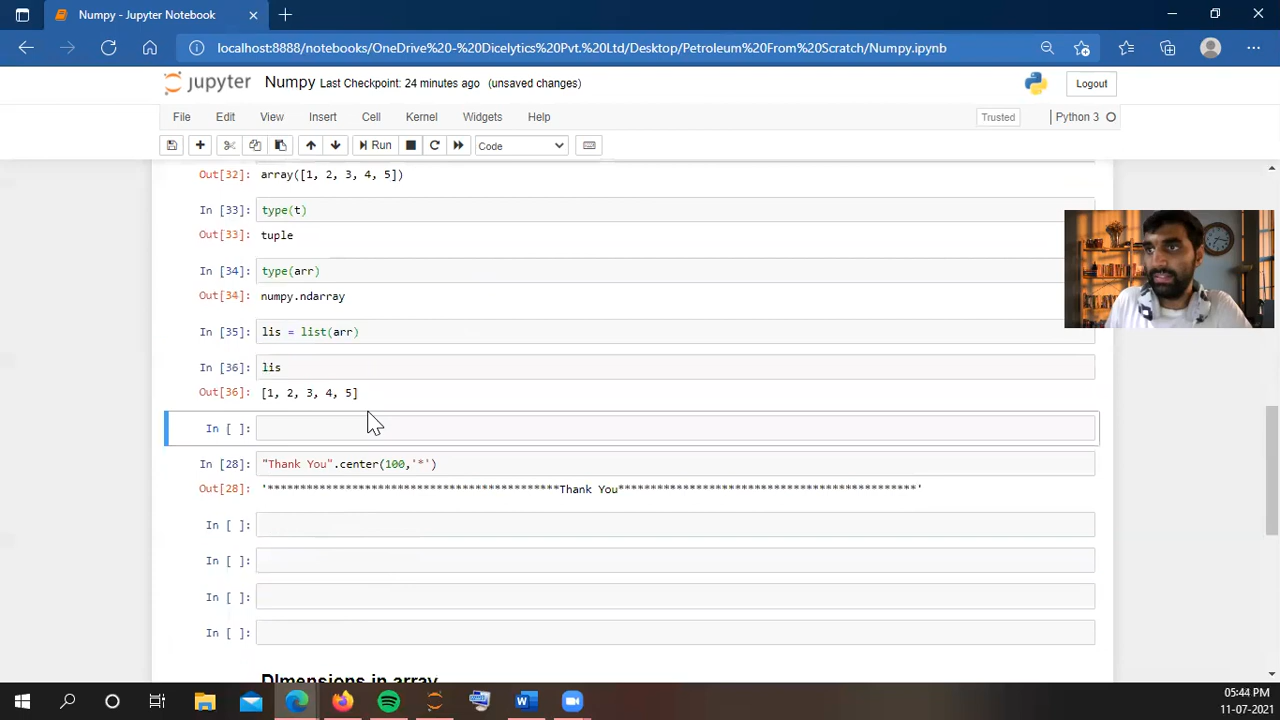 Numpy - Jupyter Notebook
localhost:8888/notebooks/OneDrive%20-%20Dicelytics%20Pvt.%20Ltd/Desktop/Petroleum%20From%20Scratch/Numpy.ipynb
jupyter Numpy Last Checkpoint: 24 minutes ago (unsaved changes) Logout
File Edit View Insert Cell Kernel Widgets Help Trusted Python 3
Run Code
Out[32]: array([1, 2, 3, 4, 5])
In [33]: type(t)
Out[33]: tuple
In [34]: type(arr)
Out[34]: numpy.ndarray
In [35]: lis = list(arr)
In [36]: lis
Out[36]: [1, 2, 3, 4, 5]
In [ ]:
In [28]: "Thank You".center(100,'*')
Out[28]: '*********************************************Thank You**********************************************'
In [ ]:
In [ ]:
In [ ]:
In [ ]:
DImensions in array
05:44 PM
11-07-2021